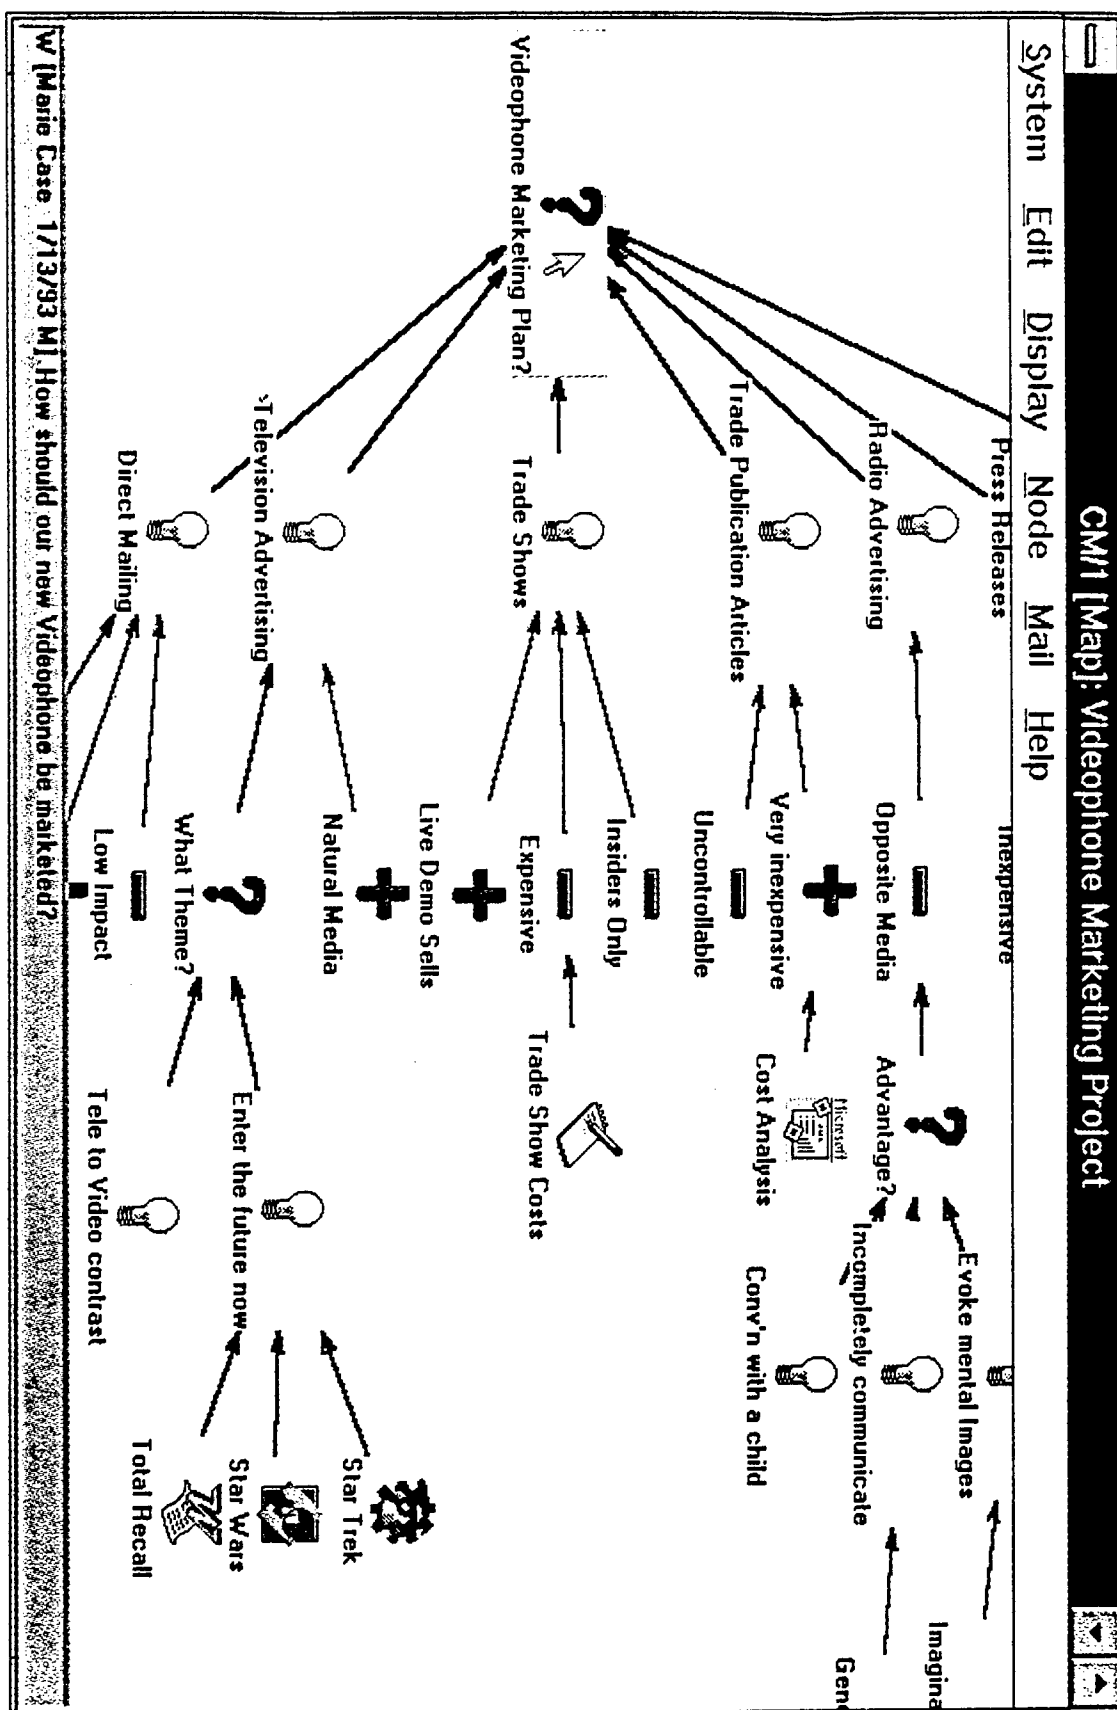 CM/1 [Map]: Videophone Marketing Project
System Edit Display Node Mail Help
Press Releases
Inexpensive
Imagina
Evoke mental Images
Radio Advertising
Opposite Media
Advantage?
Incompletely communicate
Gene
Trade Publication Articles
Very inexpensive
Microsoft
Cost Analysis
Conv'n with a child
Uncontrollable
Insiders Only
Videophone Marketing Plan?
Trade Shows
Expensive
Trade Show Costs
Live Demo Sells
Star Trek
Natural Media
Television Advertising
Enter the future now
Star Wars
What Theme?
Total Recall
Direct Mailing
Low Impact
Tele to Video contrast
W [Marie Case 1/13/93 M] How should our new Videophone be marketed?